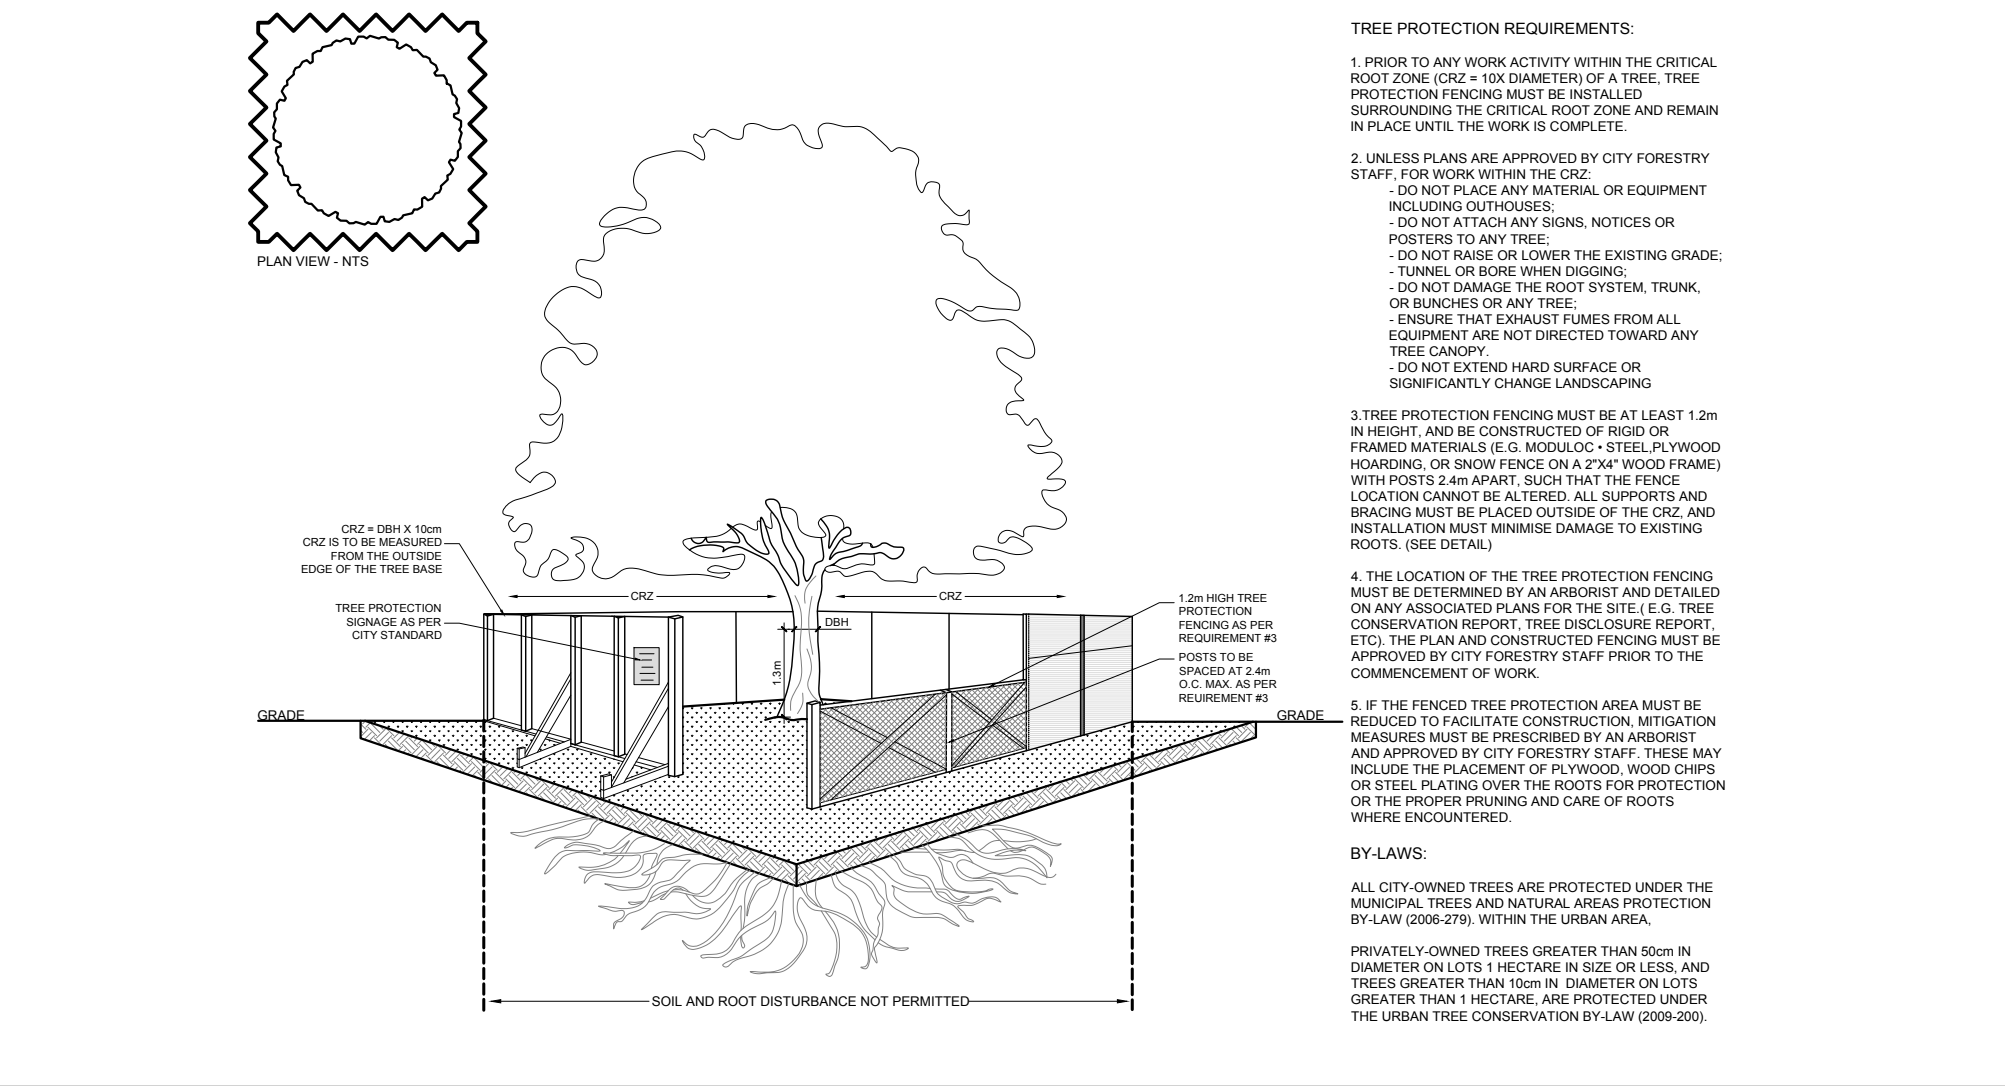 PLAN VIEW - NTS
CRZ = DBH X 10cm
CRZ IS TO BE MEASURED
FROM THE OUTSIDE
EDGE OF THE TREE BASE
TREE PROTECTION
SIGNAGE AS PER
CITY STANDARD
GRADE
CRZ
CRZ
DBH
1.3m
1.2m HIGH TREE
PROTECTION
FENCING AS PER
REQUIREMENT #3
POSTS TO BE
SPACED AT 2.4m
O.C. MAX. AS PER
REUIREMENT #3
GRADE
SOIL AND ROOT DISTURBANCE NOT PERMITTED
TREE PROTECTION REQUIREMENTS:
1. PRIOR TO ANY WORK ACTIVITY WITHIN THE CRITICAL
ROOT ZONE (CRZ = 10X DIAMETER) OF A TREE, TREE
PROTECTION FENCING MUST BE INSTALLED
SURROUNDING THE CRITICAL ROOT ZONE AND REMAIN
IN PLACE UNTIL THE WORK IS COMPLETE.
2. UNLESS PLANS ARE APPROVED BY CITY FORESTRY
STAFF, FOR WORK WITHIN THE CRZ:
- DO NOT PLACE ANY MATERIAL OR EQUIPMENT
INCLUDING OUTHOUSES;
- DO NOT ATTACH ANY SIGNS, NOTICES OR
POSTERS TO ANY TREE;
- DO NOT RAISE OR LOWER THE EXISTING GRADE;
- TUNNEL OR BORE WHEN DIGGING;
- DO NOT DAMAGE THE ROOT SYSTEM, TRUNK,
OR BUNCHES OR ANY TREE;
- ENSURE THAT EXHAUST FUMES FROM ALL
EQUIPMENT ARE NOT DIRECTED TOWARD ANY
TREE CANOPY.
- DO NOT EXTEND HARD SURFACE OR
SIGNIFICANTLY CHANGE LANDSCAPING
3.TREE PROTECTION FENCING MUST BE AT LEAST 1.2m
IN HEIGHT, AND BE CONSTRUCTED OF RIGID OR
FRAMED MATERIALS (E.G. MODULOC • STEEL,PLYWOOD
HOARDING, OR SNOW FENCE ON A 2"X4" WOOD FRAME)
WITH POSTS 2.4m APART, SUCH THAT THE FENCE
LOCATION CANNOT BE ALTERED. ALL SUPPORTS AND
BRACING MUST BE PLACED OUTSIDE OF THE CRZ, AND
INSTALLATION MUST MINIMISE DAMAGE TO EXISTING
ROOTS. (SEE DETAIL)
4. THE LOCATION OF THE TREE PROTECTION FENCING
MUST BE DETERMINED BY AN ARBORIST AND DETAILED
ON ANY ASSOCIATED PLANS FOR THE SITE.( E.G. TREE
CONSERVATION REPORT, TREE DISCLOSURE REPORT,
ETC). THE PLAN AND CONSTRUCTED FENCING MUST BE
APPROVED BY CITY FORESTRY STAFF PRIOR TO THE
COMMENCEMENT OF WORK.
5. IF THE FENCED TREE PROTECTION AREA MUST BE
REDUCED TO FACILITATE CONSTRUCTION, MITIGATION
MEASURES MUST BE PRESCRIBED BY AN ARBORIST
AND APPROVED BY CITY FORESTRY STAFF. THESE MAY
INCLUDE THE PLACEMENT OF PLYWOOD, WOOD CHIPS
OR STEEL PLATING OVER THE ROOTS FOR PROTECTION
OR THE PROPER PRUNING AND CARE OF ROOTS
WHERE ENCOUNTERED.
BY-LAWS:
ALL CITY-OWNED TREES ARE PROTECTED UNDER THE
MUNICIPAL TREES AND NATURAL AREAS PROTECTION
BY-LAW (2006-279). WITHIN THE URBAN AREA,
PRIVATELY-OWNED TREES GREATER THAN 50cm IN
DIAMETER ON LOTS 1 HECTARE IN SIZE OR LESS, AND
TREES GREATER THAN 10cm IN DIAMETER ON LOTS
GREATER THAN 1 HECTARE, ARE PROTECTED UNDER
THE URBAN TREE CONSERVATION BY-LAW (2009-200).